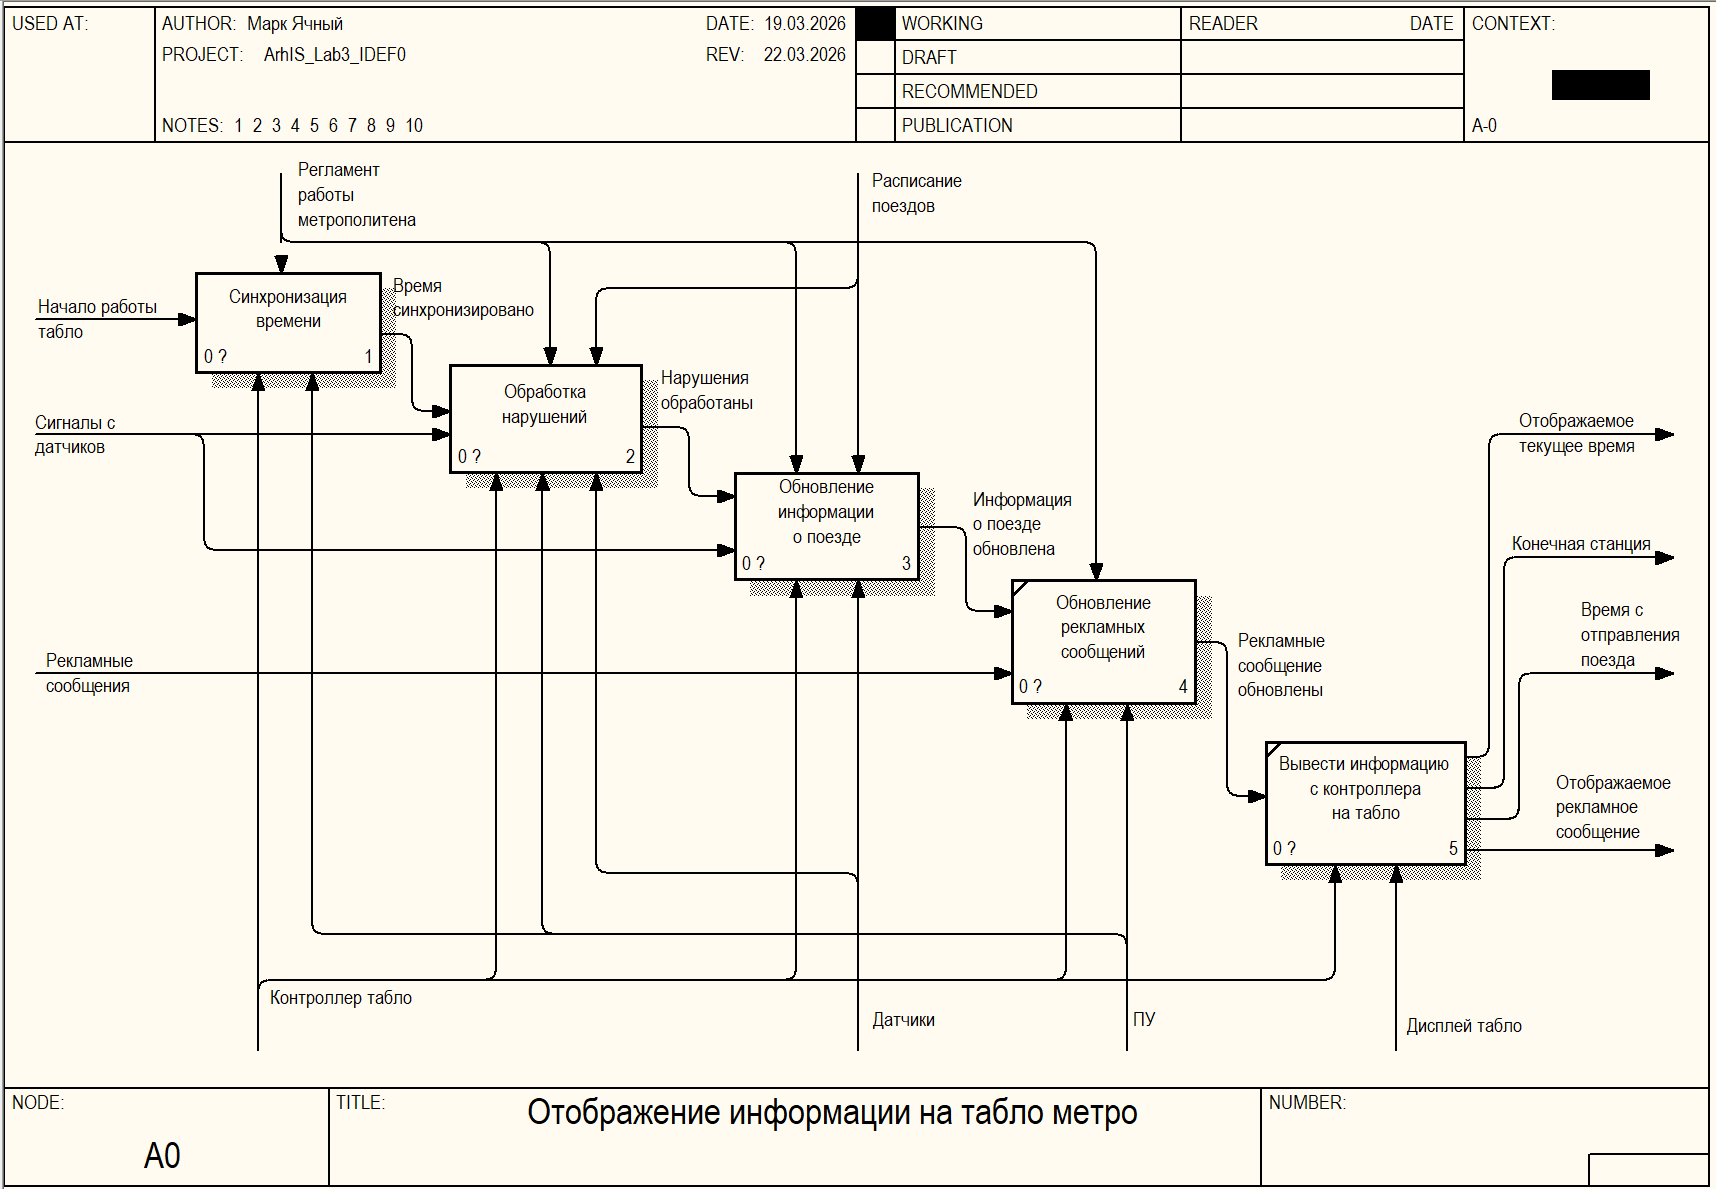 USED AT:
AUTHOR: Марк Ячный
DATE: 19.03.2026
PROJECT: ArhIS_Lab3_IDEF0
REV: 22.03.2026
NOTES: 1 2 3 4 5 6 7 8 9 10
WORKING
DRAFT
RECOMMENDED
PUBLICATION
READER
DATE
CONTEXT:
A-0
Регламент
работы
метрополитена
Расписание
поездов
Начало работы
табло
Синхронизация
времени
0 ?
1
Время
синхронизировано
Сигналы с
датчиков
Обработка
нарушений
0 ?
2
Нарушения
обработаны
Обновление
информации
о поезде
0 ?
3
Информация
о поезде
обновлена
Рекламные
сообщения
Обновление
рекламных
сообщений
0 ?
4
Рекламные
сообщение
обновлены
Вывести информацию
с контроллера
на табло
0 ?
5
Отображаемое
текущее время
Конечная станция
Время с
отправления
поезда
Отображаемое
рекламное
сообщение
Контроллер табло
Датчики
ПУ
Дисплей табло
NODE:
A0
TITLE:
Отображение информации на табло метро
NUMBER: